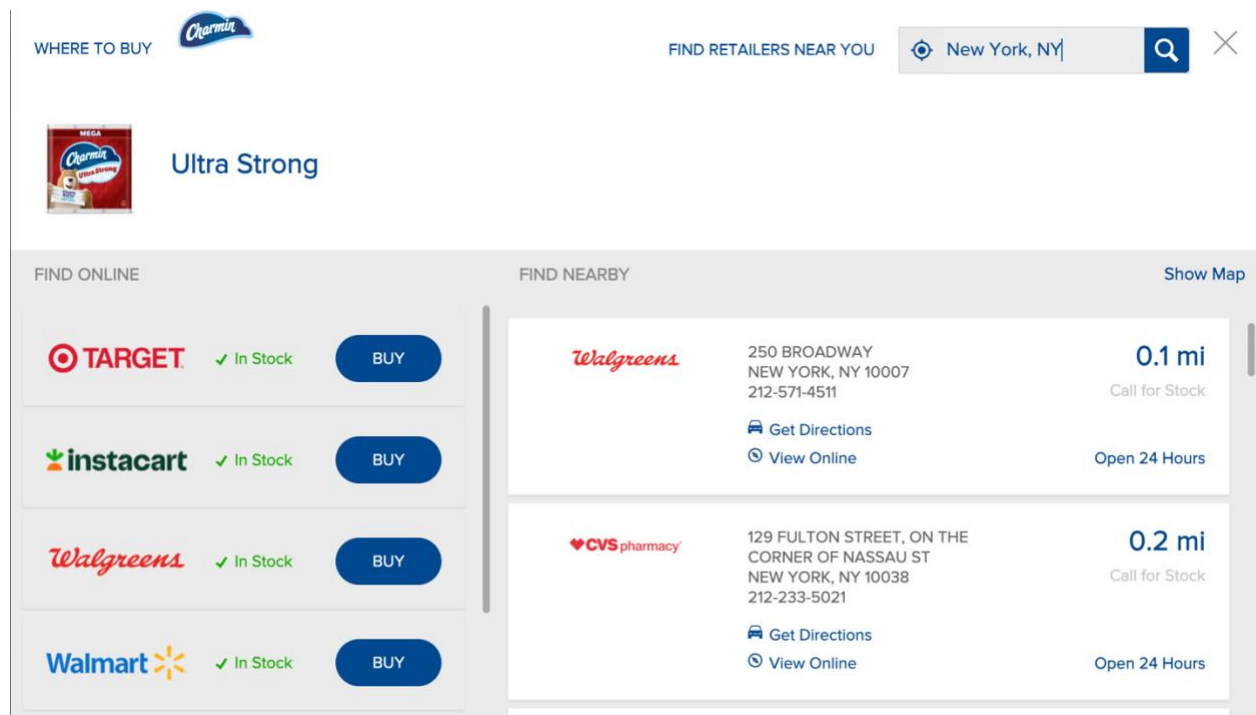 WHERE TO BUY
Charmin
FIND RETAILERS NEAR YOU
New York, NY
MEGA
Charmin
Ultra Strong
Ultra Strong
FIND ONLINE
TARGET
In Stock
BUY
instacart
In Stock
BUY
Walgreens
In Stock
BUY
Walmart
In Stock
BUY
FIND NEARBY
Show Map
Walgreens
250 BROADWAY
NEW YORK, NY 10007
212-571-4511
0.1 mi
Call for Stock
Get Directions
View Online
Open 24 Hours
CVS pharmacy
129 FULTON STREET, ON THE
CORNER OF NASSAU ST
NEW YORK, NY 10038
212-233-5021
0.2 mi
Call for Stock
Get Directions
View Online
Open 24 Hours